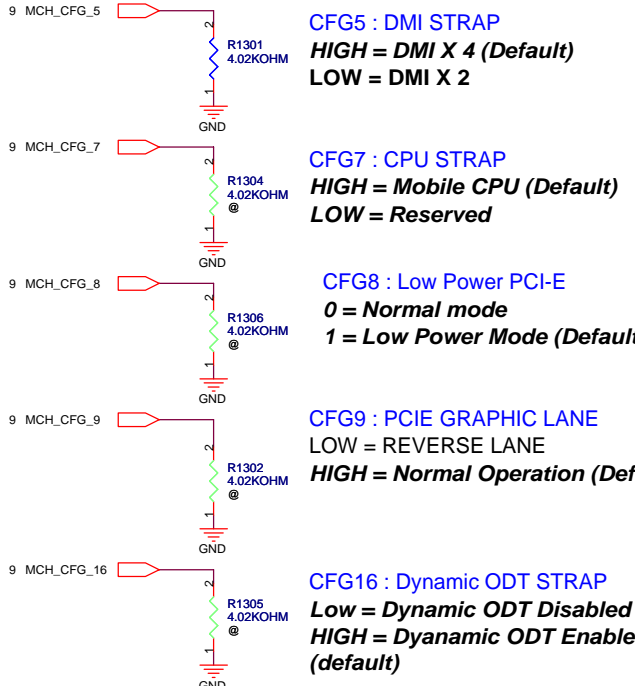 9 MCH_CFG_5
2
R1301
4.02KOHM
1
GND
CFG5 : DMI STRAP
HIGH = DMI X 4 (Default)
LOW = DMI X 2
9 MCH_CFG_7
2
R1304
4.02KOHM
@
1
GND
CFG7 : CPU STRAP
HIGH = Mobile CPU (Default)
LOW = Reserved
9 MCH_CFG_8
2
R1306
4.02KOHM
@
1
GND
CFG8 : Low Power PCI-E
0 = Normal mode
1 = Low Power Mode (Default
9 MCH_CFG_9
2
R1302
4.02KOHM
@
1
GND
CFG9 : PCIE GRAPHIC LANE
LOW = REVERSE LANE
HIGH = Normal Operation (Def
9 MCH_CFG_16
2
R1305
4.02KOHM
@
1
GND
CFG16 : Dynamic ODT STRAP
Low = Dynamic ODT Disabled
HIGH = Dyanamic ODT Enable
(default)